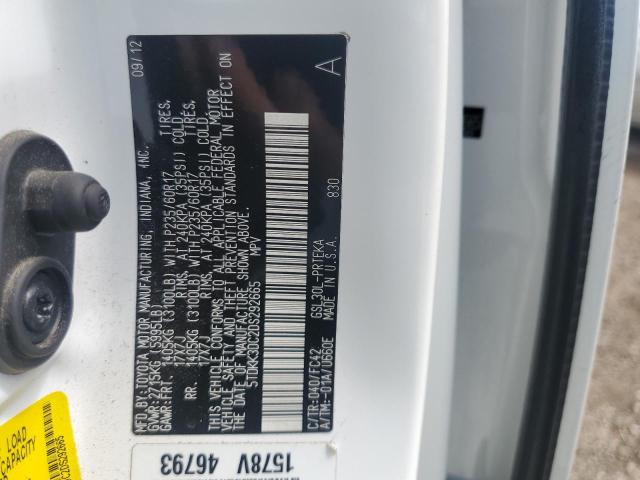 MFD.BY: TOYOTA MOTOR MANUFACTURING, INDIANA, INC. 09/12
GVWR:2715KG (5995LB)
GAWR:FRT. 1405KG (3100LB) WITH P235/60R17 TIRES,
17X7J RIMS, AT 240KPA (35PSI) COLD.
RR. 1405KG (3100LB) WITH P235/60R17 TIRES,
17X7J RIMS, AT 240KPA (35PSI) COLD.
THIS VEHICLE CONFORMS TO ALL APPLICABLE FEDERAL MOTOR
VEHICLE SAFETY AND THEFT PREVENTION STANDARDS IN EFFECT ON
THE DATE OF MANUFACTURE SHOWN ABOVE.
5TDKK3DC2DS292665 MPV
A
C/TR:040/FC42 GSL30L-PRTEKA 830
A/TM:-01A/U660E MADE IN U.S.A.
1578V 46793
LOAD
CAPACITY
C2DS292665